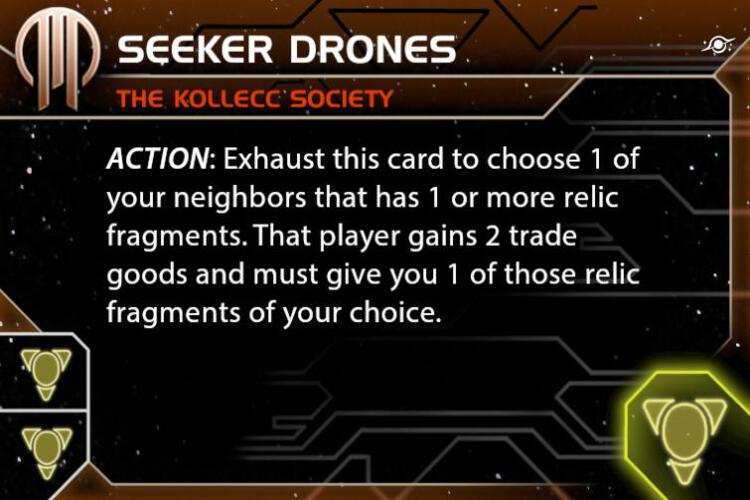 SEEKER DRONES
THE KOLLECC SOCIETY
ACTION: Exhaust this card to choose 1 of
your neighbors that has 1 or more relic
fragments. That player gains 2 trade
goods and must give you 1 of those relic
fragments of your choice.